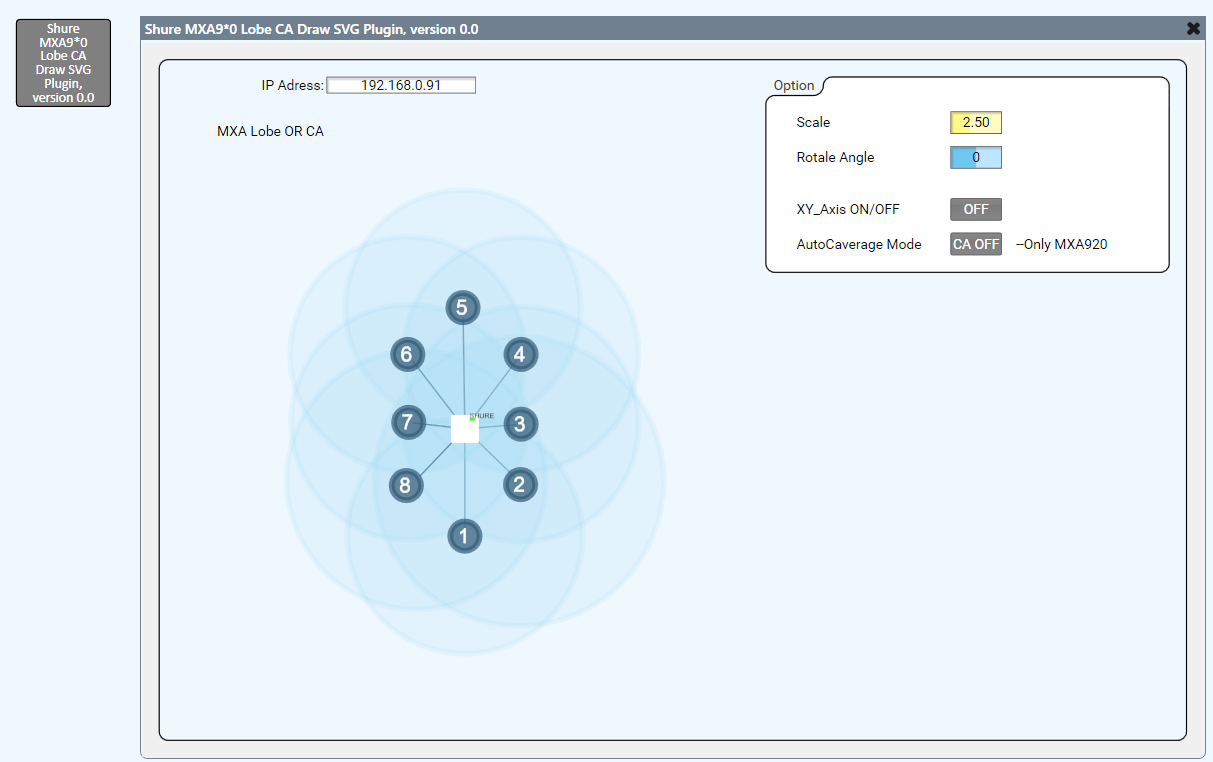 Shure
MXA9*0
Lobe CA
Draw SVG
Plugin,
version 0.0
Shure MXA9*0 Lobe CA Draw SVG Plugin, version 0.0
IP Adress: 192.168.0.91
MXA Lobe OR CA
Option
Scale 2.50
Rotale Angle 0
XY_Axis ON/OFF OFF
AutoCaverage Mode CA OFF --Only MXA920
5
6 4
SHURE
7 3
8 2
1